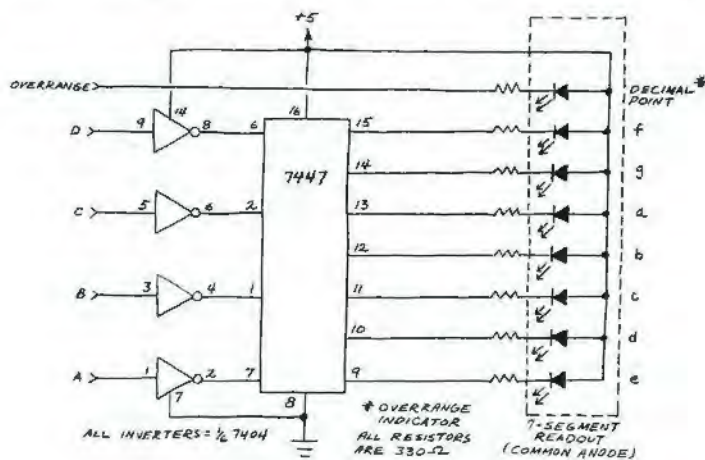 +5
OVERRANGE
DECIMAL *
POINT
14
16
D 9 8 6 15 f
7447
14 g
C 5 6 2 13 a
12 b
B 3 4 1 11 c
10 d
A 1 2 7 9 e
7 8
ALL INVERTERS = 1/6 7404
* OVERRANGE
INDICATOR
ALL RESISTORS
ARE 330Ω
7-SEGMENT
READOUT
(COMMON ANODE)